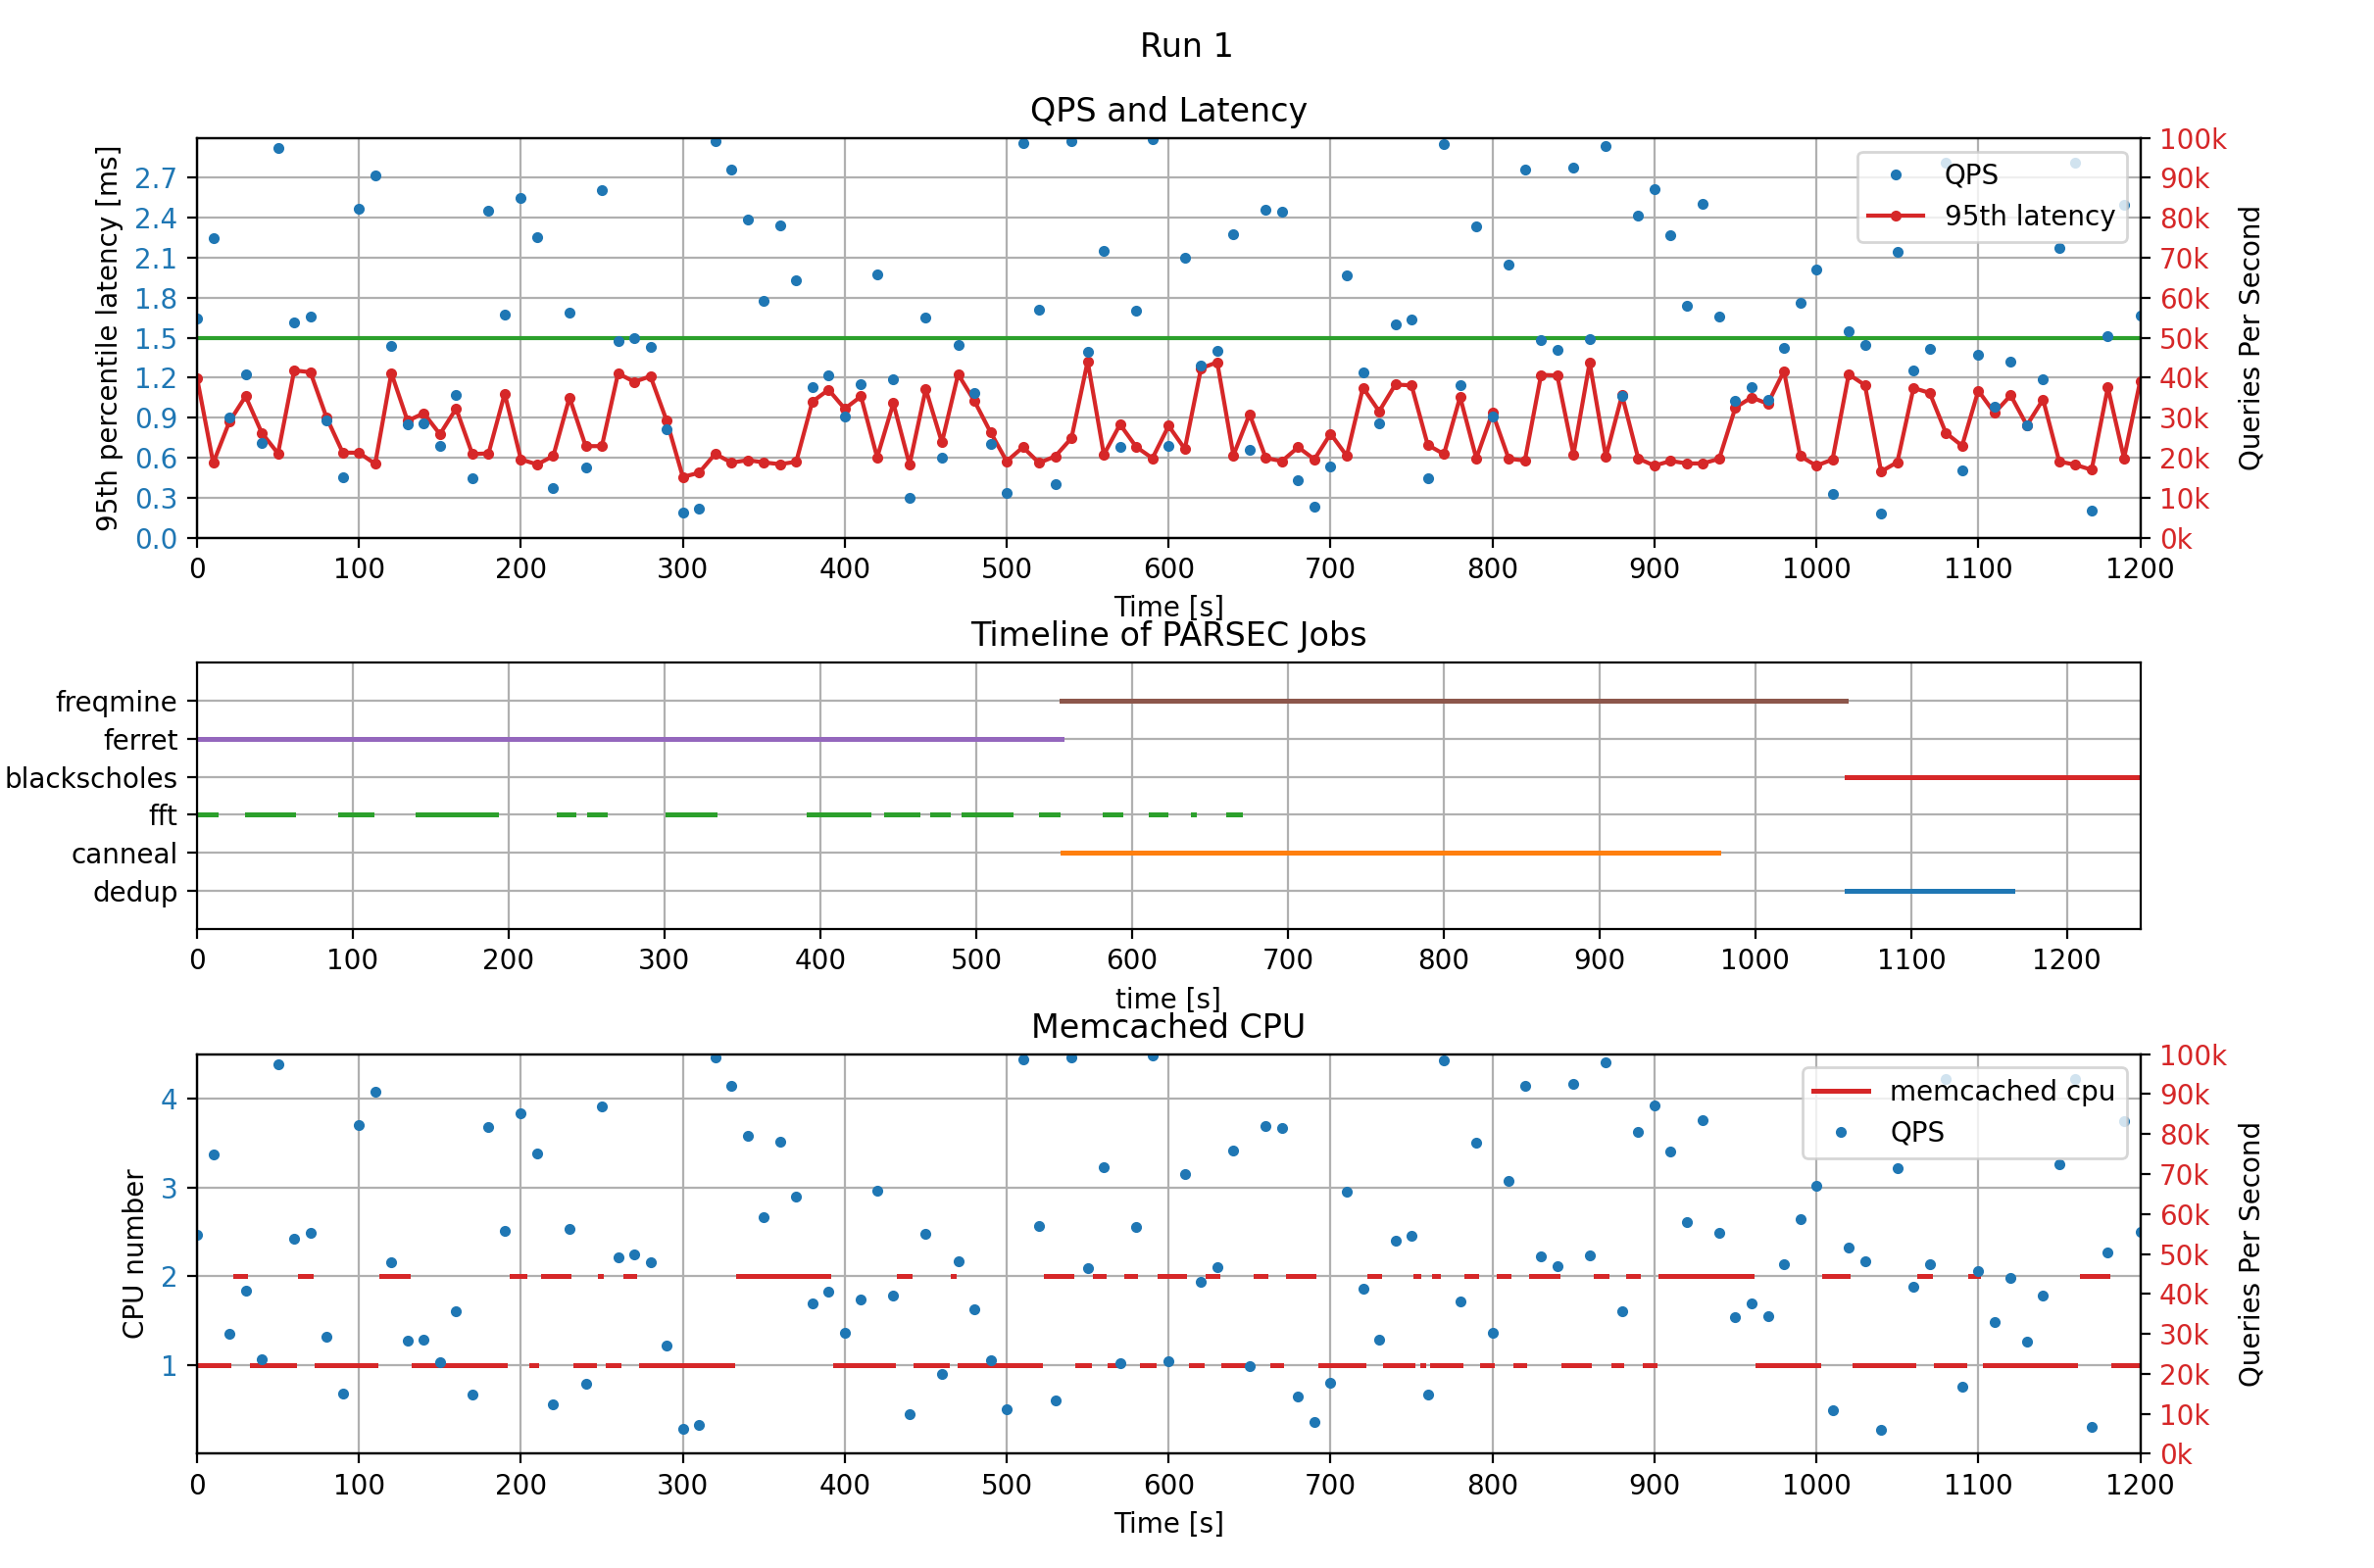 Run 1
QPS and Latency
95th percentile latency [ms]
2.7
2.4
2.1
1.8
1.5
1.2
0.9
0.6
0.3
0.0
QPS
95th latency
100k
90k
80k
70k
60k
50k
40k
30k
20k
10k
0k
Queries Per Second
0 100 200 300 400 500 600 700 800 900 1000 1100 1200
Time [s]
Timeline of PARSEC Jobs
freqmine
ferret
blackscholes
fft
canneal
dedup
0 100 200 300 400 500 600 700 800 900 1000 1100 1200
time [s]
Memcached CPU
CPU number
4
3
2
1
memcached cpu
QPS
100k
90k
80k
70k
60k
50k
40k
30k
20k
10k
0k
Queries Per Second
0 100 200 300 400 500 600 700 800 900 1000 1100 1200
Time [s]